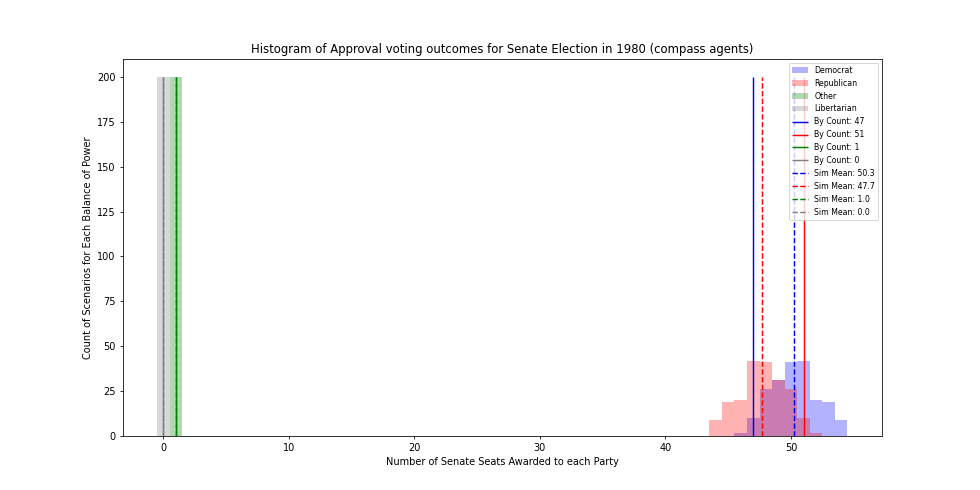 Histogram of Approval voting outcomes for Senate Election in 1980 (compass agents)
Democrat
Republican
Other
Libertarian
By Count: 47
By Count: 51
By Count: 1
By Count: 0
Sim Mean: 50.3
Sim Mean: 47.7
Sim Mean: 1.0
Sim Mean: 0.0
200
175
150
125
100
75
50
25
0
Count of Scenarios for Each Balance of Power
0 10 20 30 40 50
Number of Senate Seats Awarded to each Party